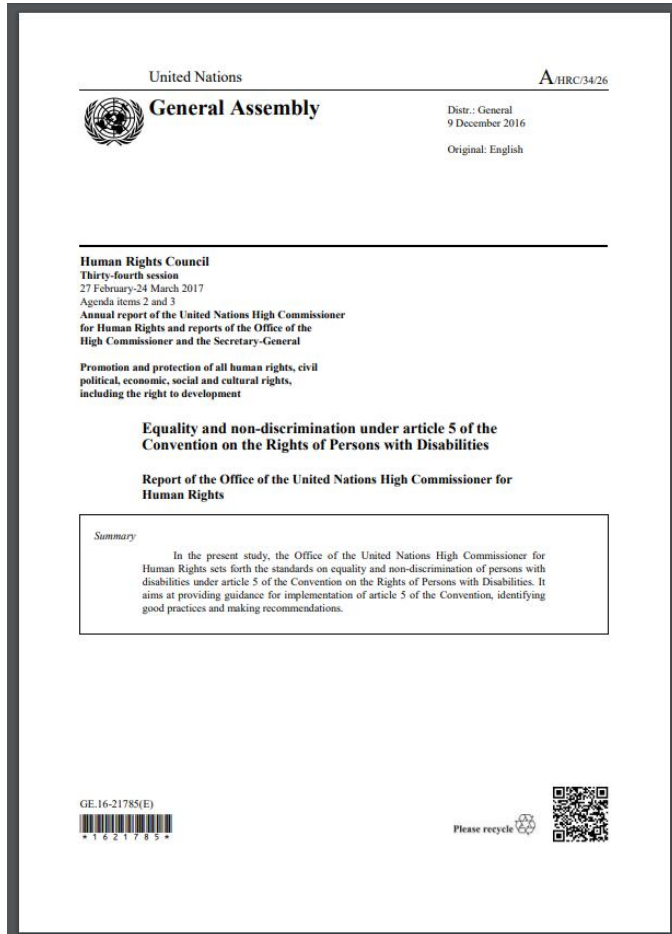 United Nations
A/HRC/34/26
General Assembly
Distr.: General
9 December 2016
Original: English
Human Rights Council
Thirty-fourth session
27 February-24 March 2017
Agenda items 2 and 3
Annual report of the United Nations High Commissioner
for Human Rights and reports of the Office of the
High Commissioner and the Secretary-General
Promotion and protection of all human rights, civil
political, economic, social and cultural rights,
including the right to development
Equality and non-discrimination under article 5 of the
Convention on the Rights of Persons with Disabilities
Report of the Office of the United Nations High Commissioner for
Human Rights
Summary
In the present study, the Office of the United Nations High Commissioner for
Human Rights sets forth the standards on equality and non-discrimination of persons with
disabilities under article 5 of the Convention on the Rights of Persons with Disabilities. It
aims at providing guidance for implementation of article 5 of the Convention, identifying
good practices and making recommendations.
GE.16-21785(E)
*1621785*
Please recycle